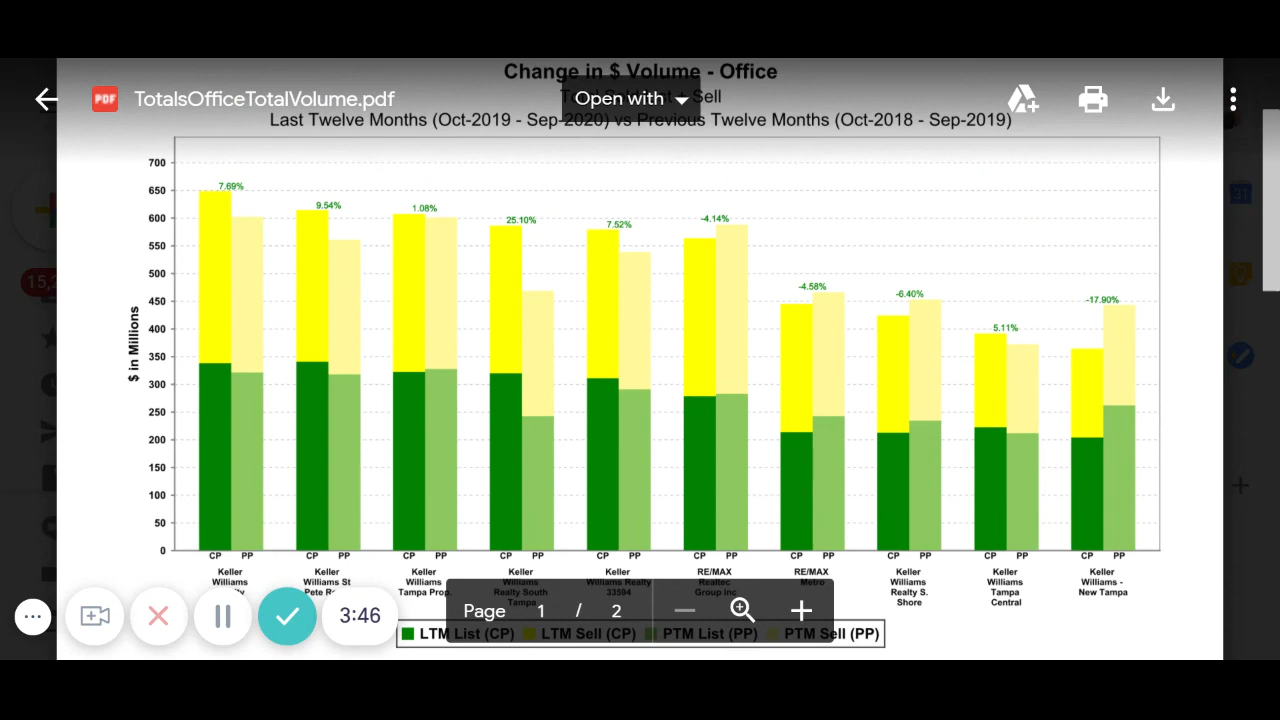 Change in $ Volume - Office
TotalsOfficeTotalVolume.pdf
Open with
Sell
Last Twelve Months (Oct-2019 - Sep-2020) vs Previous Twelve Months (Oct-2018 - Sep-2019)
PDF
31
$ in Millions
700
650
600
550
500
450
400
350
300
250
200
150
100
50
0
7.69%
9.54%
1.08%
25.10%
7.52%
-4.14%
-4.58%
-6.40%
5.11%
-17.90%
CP PP CP PP CP PP CP PP CP PP CP PP CP PP CP PP CP PP CP PP
Keller
Williams
Keller
Williams St
Pete
Keller
Williams
Tampa Prop.
Keller
Williams
Realty South
Tampa
Keller
Williams Realty
33594
RE/MAX
Realtec
Group Inc
RE/MAX
Metro
Keller
Williams
Realty S.
Shore
Keller
Williams
Tampa
Central
Keller
Williams -
New Tampa
3:46
Page 1 / 2
LTM List (CP) LTM Sell (CP) PTM List (PP) PTM Sell (PP)